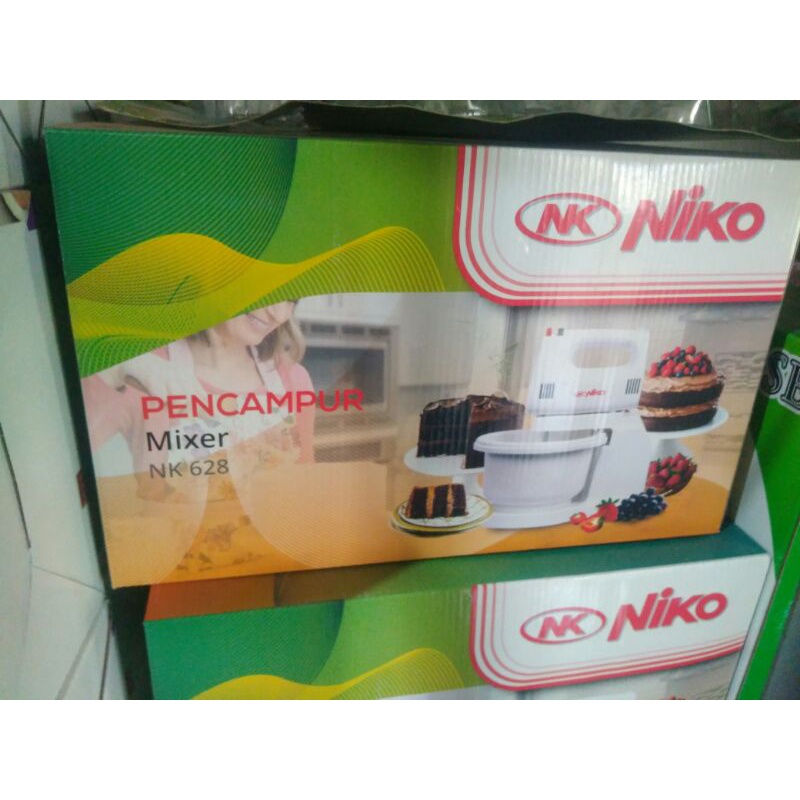 NK NiKO
PENCAMPUR
Mixer
NK 628
NiKO
NK NiKO